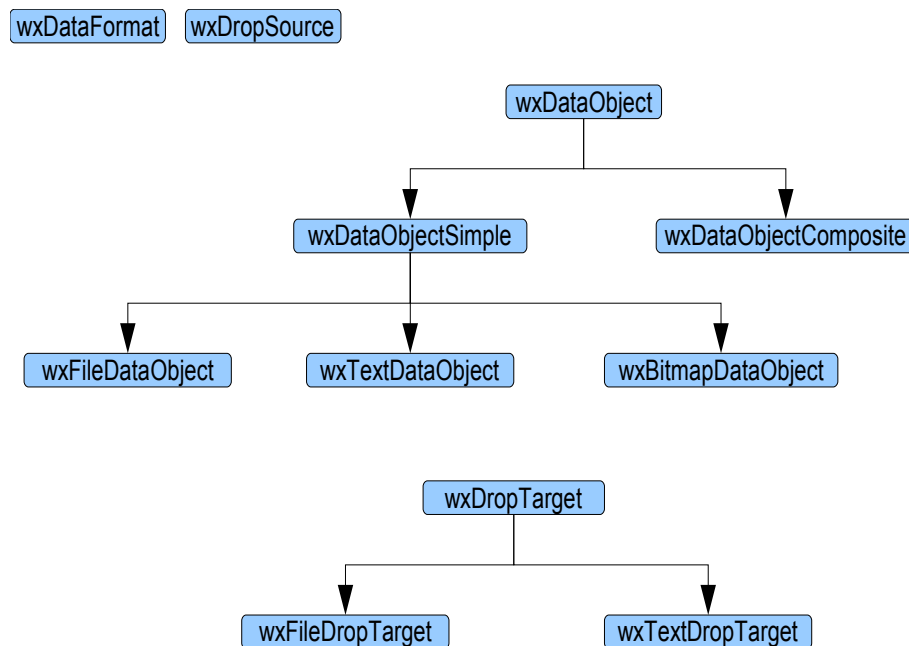 wxDataFormat
wxDropSource
wxDataObject
wxDataObjectSimple
wxDataObjectComposite
wxFileDataObject
wxTextDataObject
wxBitmapDataObject
wxDropTarget
wxFileDropTarget
wxTextDropTarget